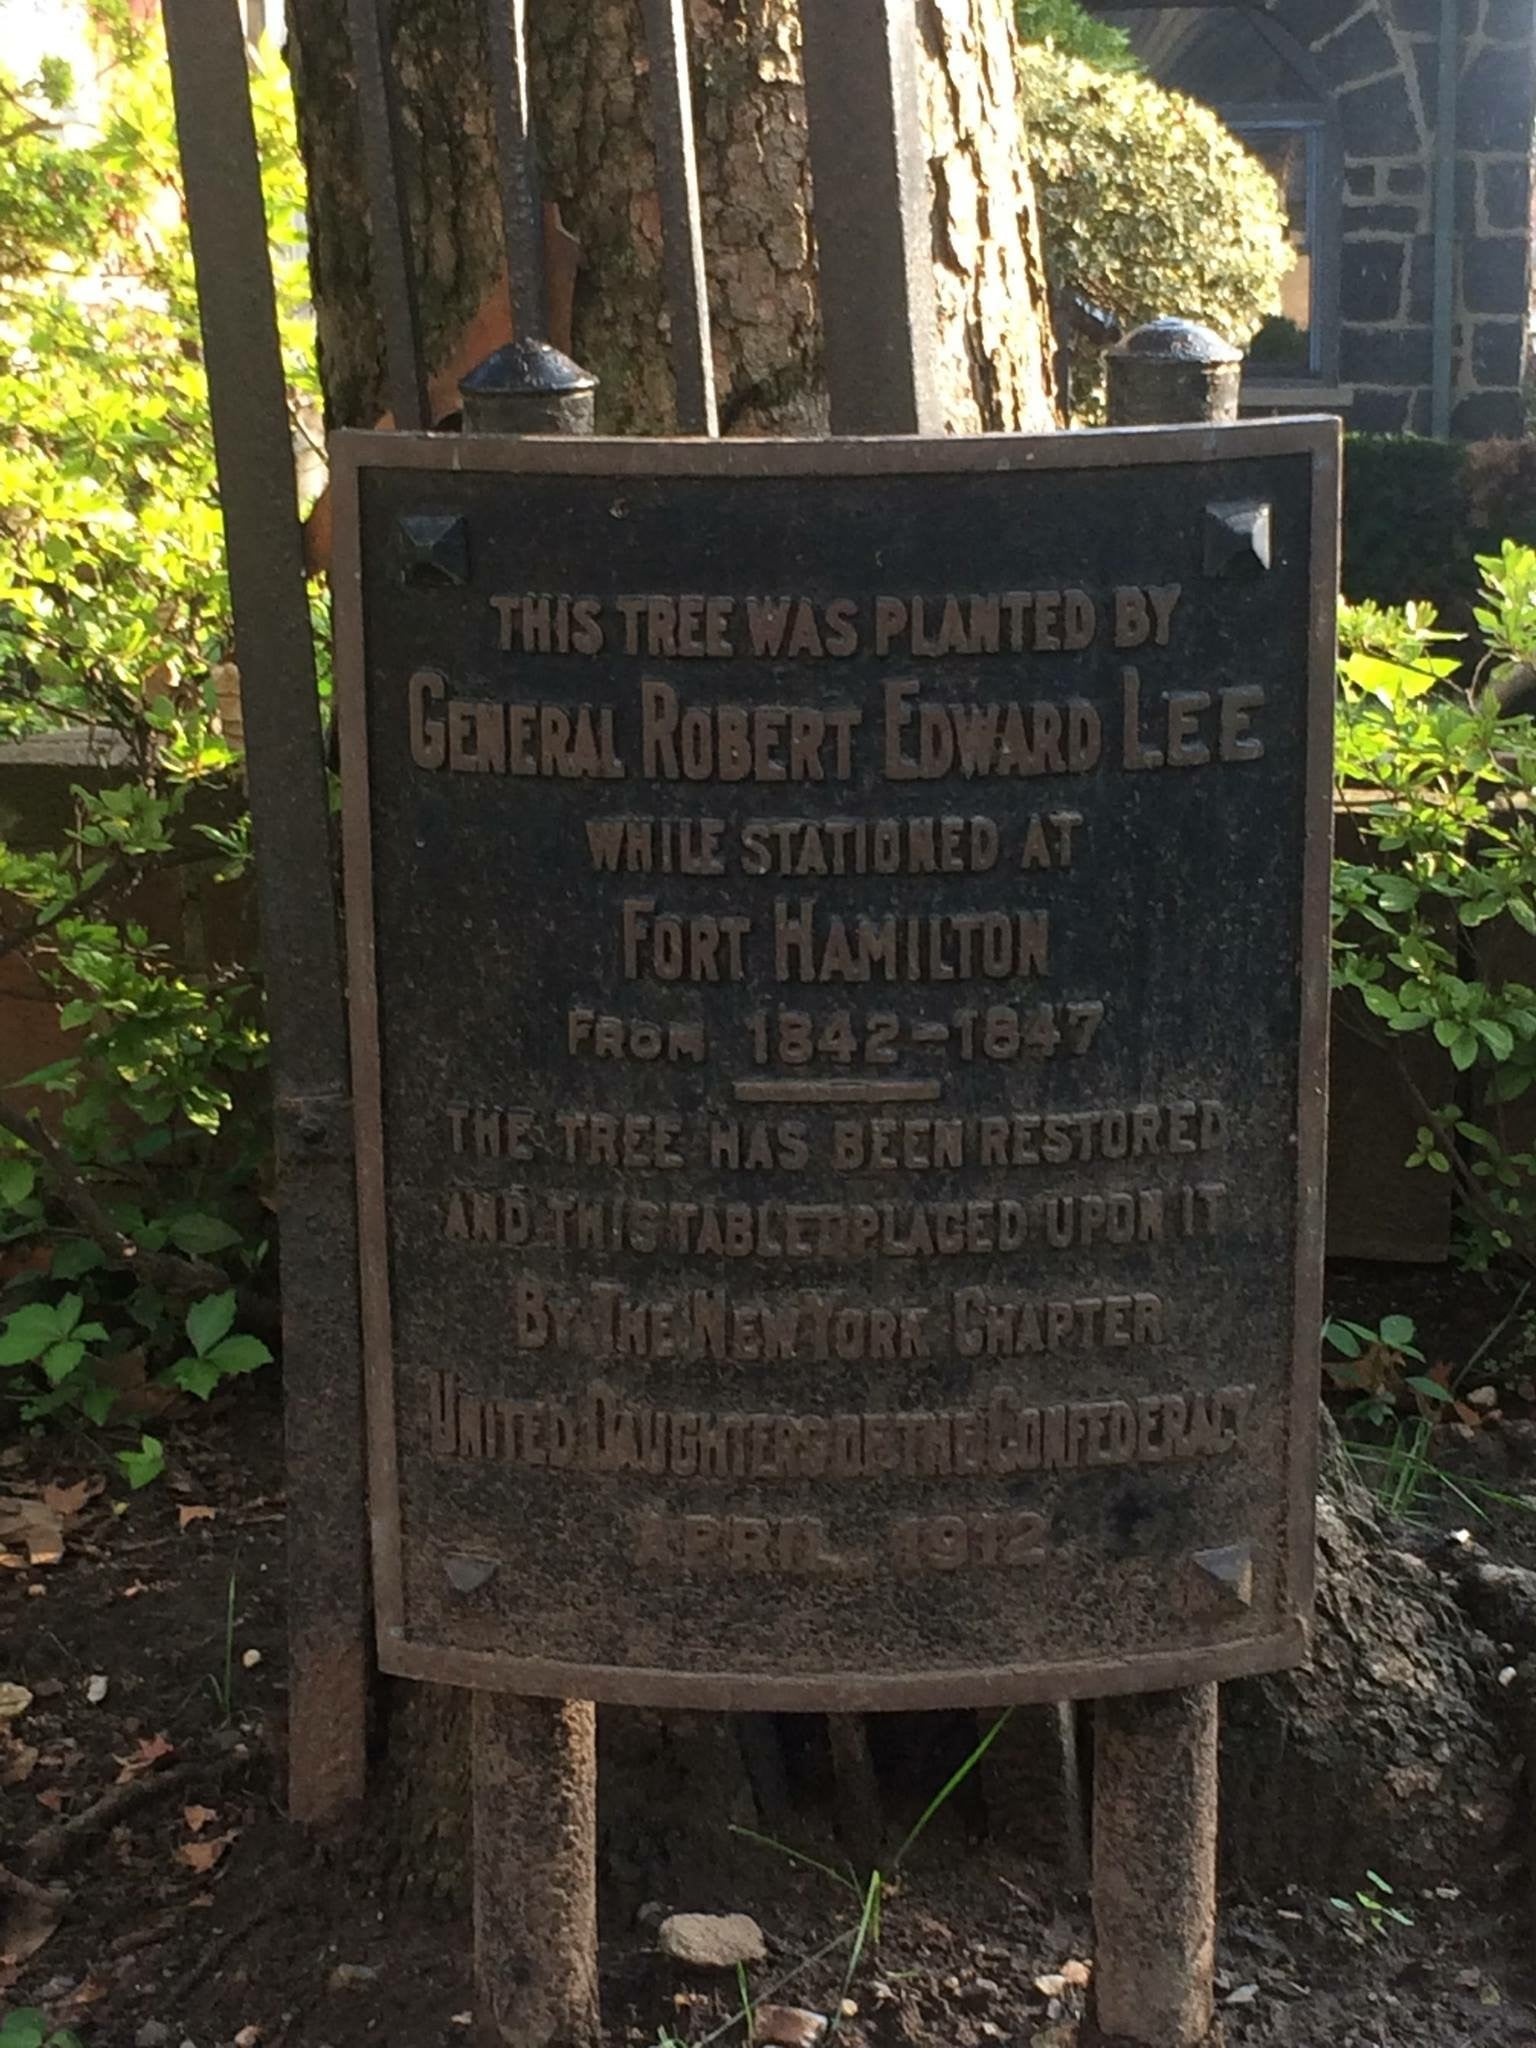 THIS TREE WAS PLANTED BY
GENERAL ROBERT EDWARD LEE
WHILE STATIONED AT
FORT HAMILTON
FROM 1842-1847
THE TREE HAS BEEN RESTORED
AND THIS TABLET PLACED UPON IT
BY THE NEW YORK CHAPTER
UNITED DAUGHTERS OF THE CONFEDERACY
APRIL 1912